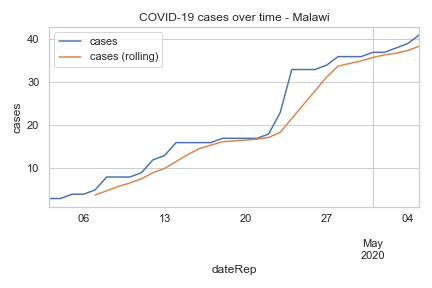 COVID-19 cases over time - Malawi
cases
cases (rolling)
cases
40
30
20
10
06
13
20
27
04
May
2020
dateRep